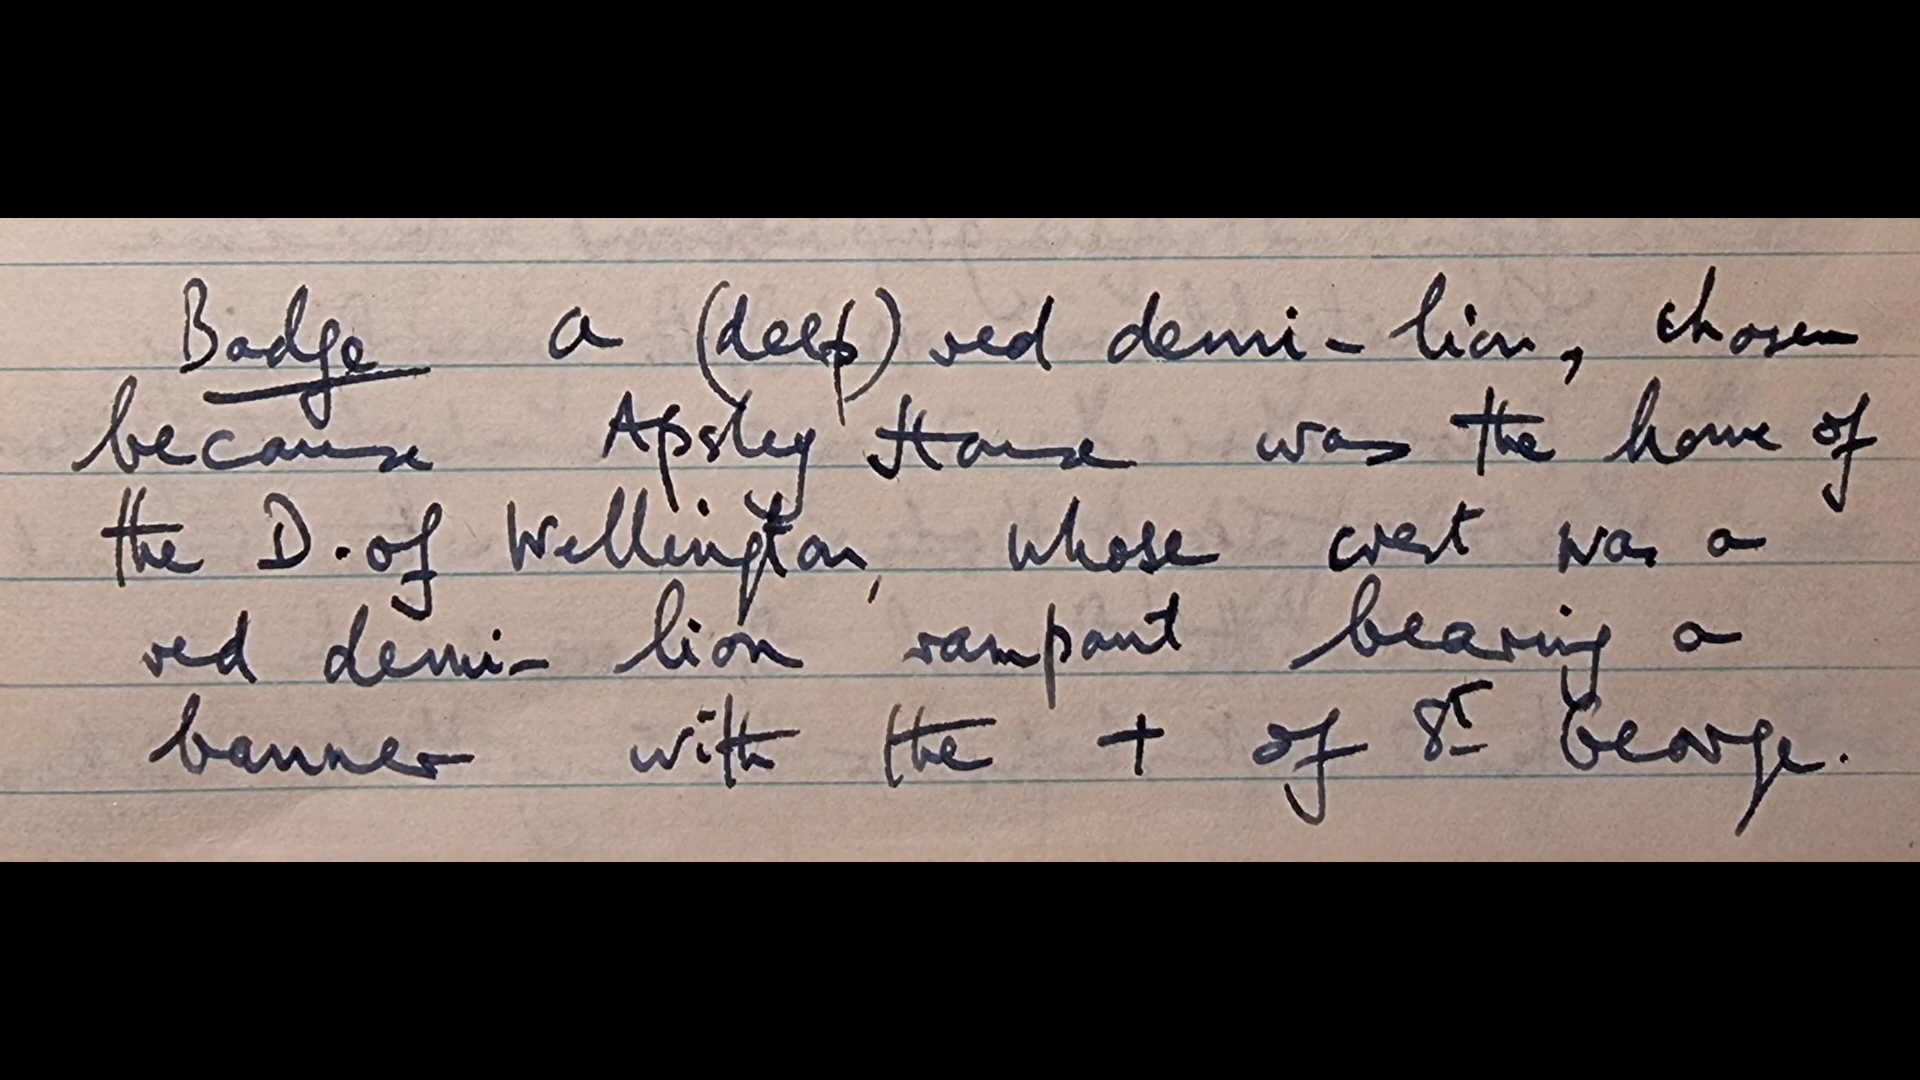 Badge a (deep) red demi-lion, chosen
because Apsley House was the home of
the D. of Wellington, whose crest was a
red demi-lion rampant bearing a
banner with the + of St George.